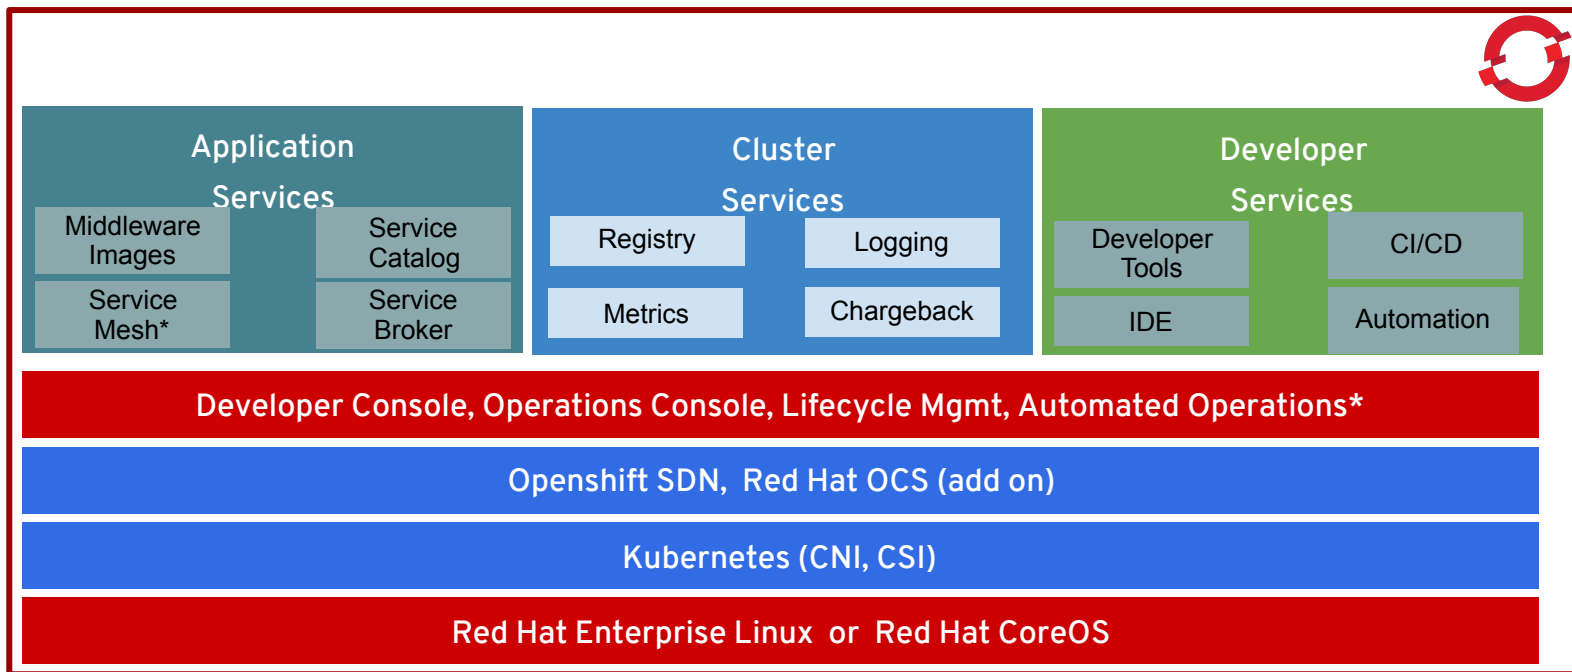 Application
Services
Middleware
Images
Service
Catalog
Service
Mesh*
Service
Broker
Cluster
Services
Registry
Logging
Metrics
Chargeback
Developer
Services
Developer
Tools
CI/CD
IDE
Automation
Developer Console, Operations Console, Lifecycle Mgmt, Automated Operations*
Openshift SDN, Red Hat OCS (add on)
Kubernetes (CNI, CSI)
Red Hat Enterprise Linux or Red Hat CoreOS